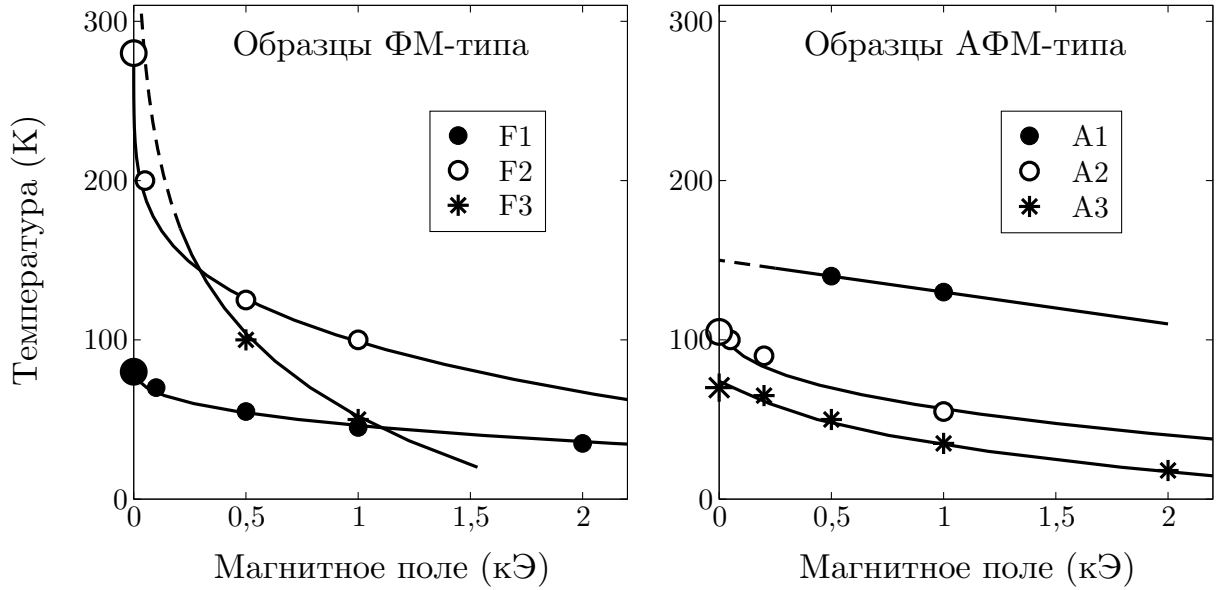 Образцы ФМ-типа
F1
F2
F3
Температура (К)
300
200
100
0
0
0,5
1
1,5
2
Магнитное поле (кЭ)
Образцы АФМ-типа
A1
A2
A3
300
200
100
0
0
0,5
1
1,5
2
Магнитное поле (кЭ)